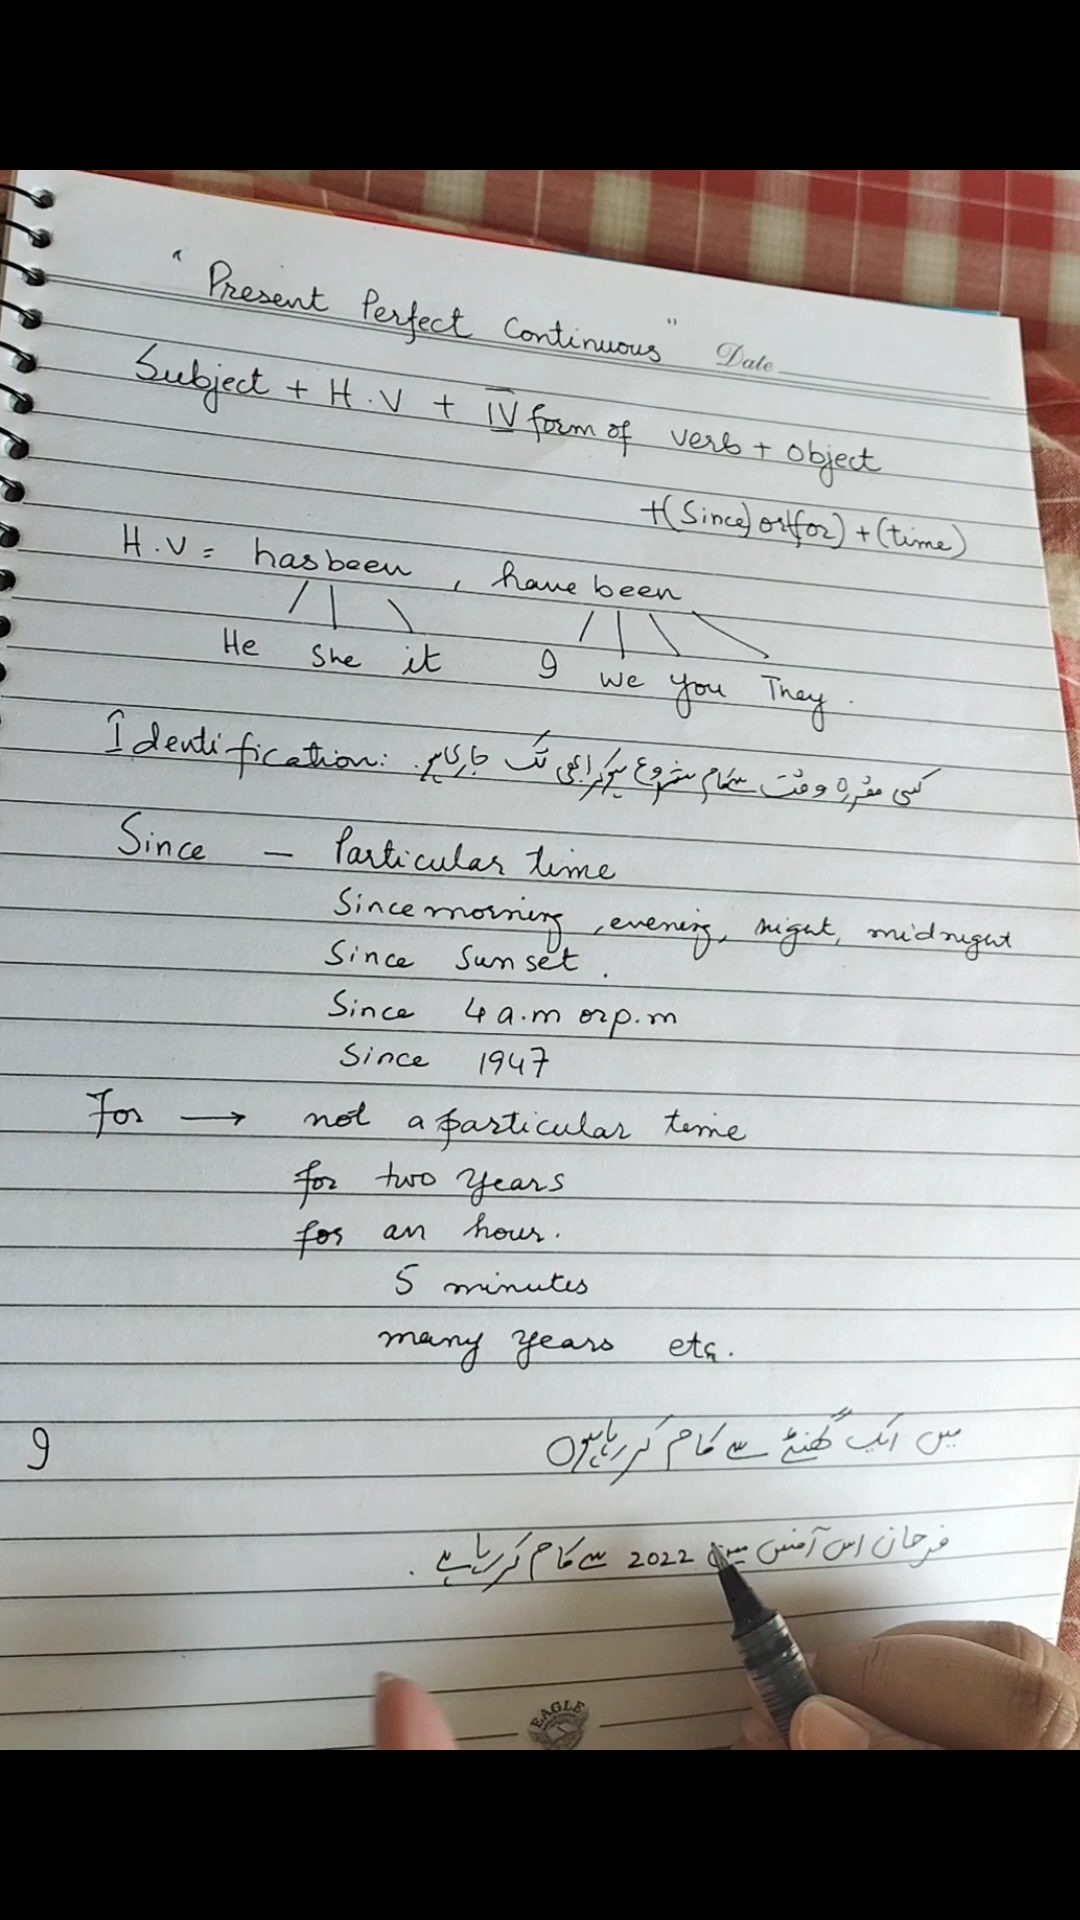 "Present Perfect Continuous"
Date
Subject + H.V + IV form of verb + object
+(Since) or (for) + (time)
H.V = has been , have been
He She it I we you They.
Identification: کسی مقررہ وقت سے کام شروع ہو کر ابھی تک جاری ہے.
Since – Particular time
Since morning, evening, night, midnight
Since Sunset.
Since 4 a.m or p.m
Since 1947
For → not a particular time
for two years
for an hour.
5 minutes
many years etc.
میں ایک گھنٹے سے کام کر رہا ہوں
I
فرحان اس آفس میں 2022 سے کام کر رہا ہے.
EAGLE